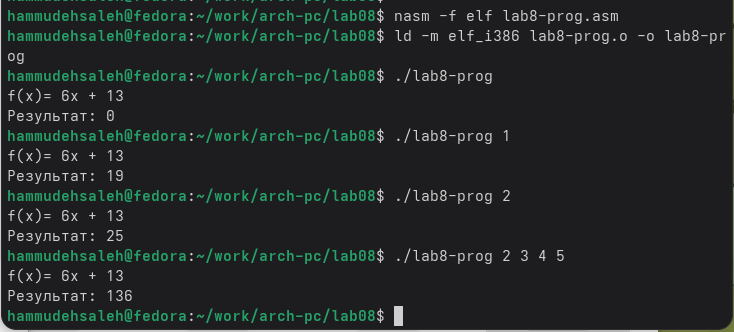 hammudehsaleh@fedora:~/work/arch-pc/lab08$ nasm -f elf lab8-prog.asm
hammudehsaleh@fedora:~/work/arch-pc/lab08$ ld -m elf_i386 lab8-prog.o -o lab8-pr
og
hammudehsaleh@fedora:~/work/arch-pc/lab08$ ./lab8-prog
f(x)= 6x + 13
Результат: 0
hammudehsaleh@fedora:~/work/arch-pc/lab08$ ./lab8-prog 1
f(x)= 6x + 13
Результат: 19
hammudehsaleh@fedora:~/work/arch-pc/lab08$ ./lab8-prog 2
f(x)= 6x + 13
Результат: 25
hammudehsaleh@fedora:~/work/arch-pc/lab08$ ./lab8-prog 2 3 4 5
f(x)= 6x + 13
Результат: 136
hammudehsaleh@fedora:~/work/arch-pc/lab08$